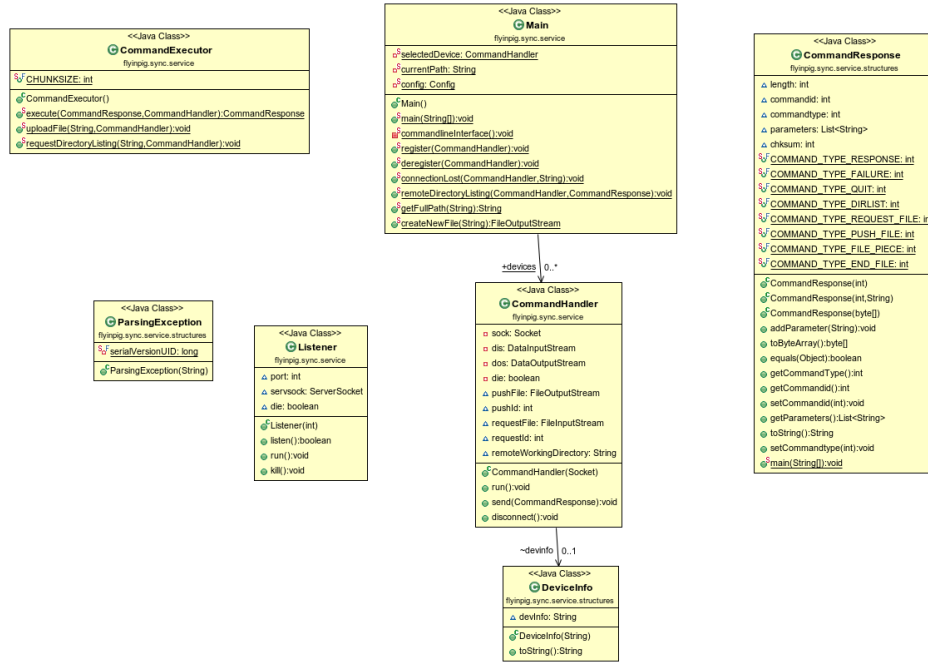 <<Java Class>>
CommandExecutor
flyinpig.sync.service
CHUNKSIZE: int
CommandExecutor()
execute(CommandResponse,CommandHandler):CommandResponse
uploadFile(String,CommandHandler):void
requestDirectoryListing(String,CommandHandler):void
<<Java Class>>
Main
flyinpig.sync.service
selectedDevice: CommandHandler
currentPath: String
config: Config
Main()
main(String[]):void
commandlineInterface():void
register(CommandHandler):void
deregister(CommandHandler):void
connectionLost(CommandHandler,String):void
remoteDirectoryListing(CommandHandler,CommandResponse):void
getFullPath(String):String
createNewFile(String):FileOutputStream
<<Java Class>>
CommandResponse
flyinpig.sync.service.structures
length: int
commandid: int
commandtype: int
parameters: List<String>
chksum: int
COMMAND_TYPE_RESPONSE: int
COMMAND_TYPE_FAILURE: int
COMMAND_TYPE_QUIT: int
COMMAND_TYPE_DIRLIST: int
COMMAND_TYPE_REQUEST_FILE: in
COMMAND_TYPE_PUSH_FILE: int
COMMAND_TYPE_FILE_PIECE: int
COMMAND_TYPE_END_FILE: int
CommandResponse(int)
CommandResponse(int,String)
CommandResponse(byte[])
addParameter(String):void
toByteArray():byte[]
equals(Object):boolean
getCommandType():int
getCommandid():int
setCommandid(int):void
getParameters():List<String>
toString():String
setCommandtype(int):void
main(String[]):void
+devices 0..*
<<Java Class>>
ParsingException
flyinpig.sync.service.structures
serialVersionUID: long
ParsingException(String)
<<Java Class>>
Listener
flyinpig.sync.service
port: int
servsock: ServerSocket
die: boolean
Listener(int)
listen():boolean
run():void
kill():void
<<Java Class>>
CommandHandler
flyinpig.sync.service
sock: Socket
dis: DataInputStream
dos: DataOutputStream
die: boolean
pushFile: FileOutputStream
pushId: int
requestFile: FileInputStream
requestId: int
remoteWorkingDirectory: String
CommandHandler(Socket)
run():void
send(CommandResponse):void
disconnect():void
~devinfo 0..1
<<Java Class>>
DeviceInfo
flyinpig.sync.service.structures
devInfo: String
DeviceInfo(String)
toString():String